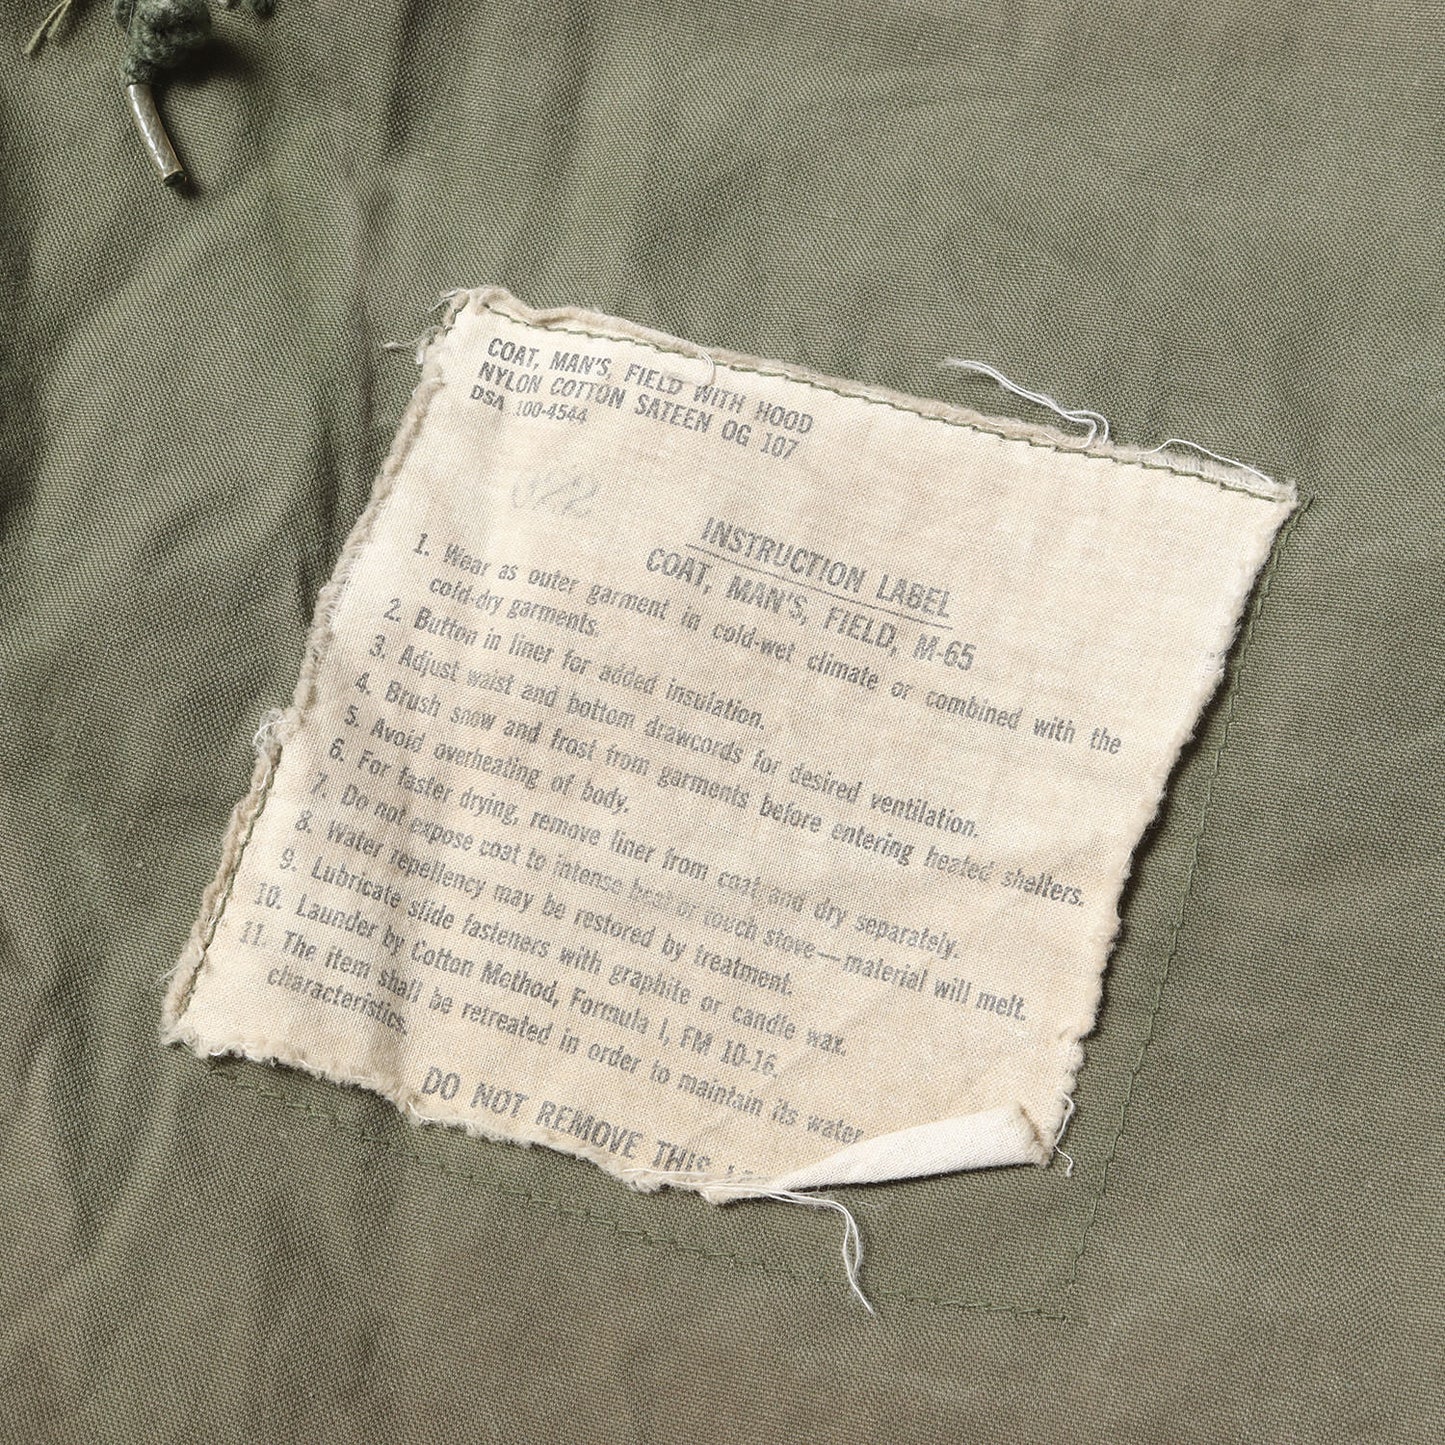 COAT, MAN'S, FIELD WITH HOOD
NYLON COTTON SATEEN OG 107
DSA 100-4544
INSTRUCTION LABEL
COAT, MAN'S, FIELD, M-65
1. Wear as outer garment in cold-wet climate or combined with the
cold-dry garments.
2. Button in liner for added insulation.
3. Adjust waist and bottom drawcords for desired ventilation.
4. Brush snow and frost from garments before entering heated shelters.
5. Avoid overheating of body.
6. For faster drying, remove liner from coat and dry separately.
7. Do not expose coat to intense heat or touch stove—material will melt.
8. Water repellency may be restored by treatment.
9. Lubricate slide fasteners with graphite or candle wax.
10. Launder by Cotton Method, Formula I, FM 10-16.
11. The item shall be retreated in order to maintain its water
characteristics.
DO NOT REMOVE THIS